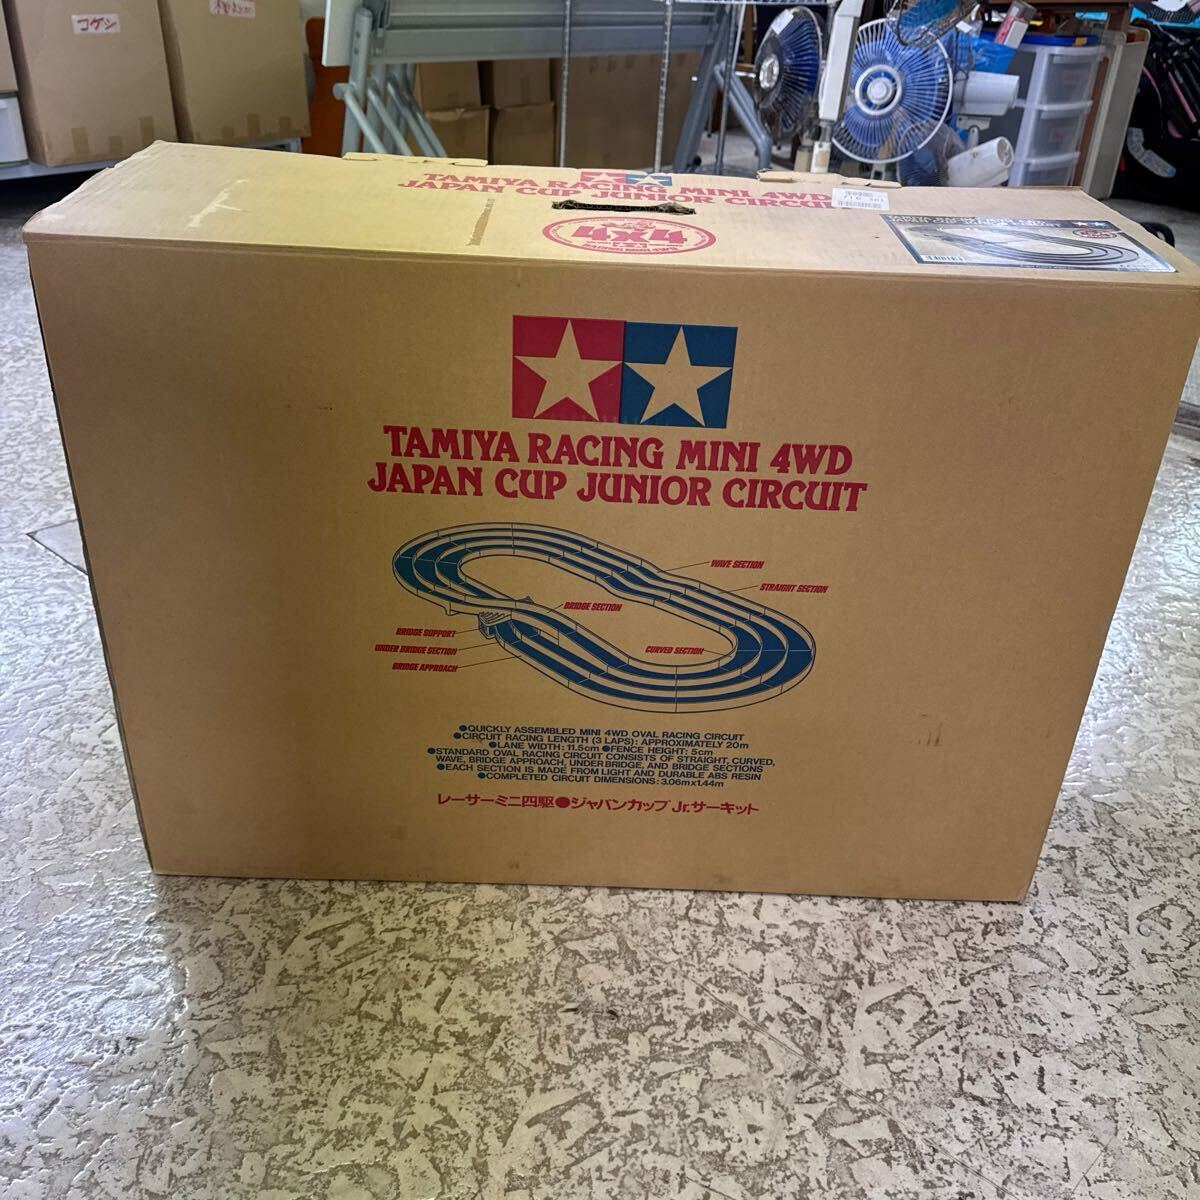 コケシ
TAMIYA RACING MINI 4WD
JAPAN CUP JUNIOR CIRCUIT
4X4
TAMIYA RACING MINI 4WD
JAPAN CUP JUNIOR CIRCUIT
WAVE SECTION
STRAIGHT SECTION
BRIDGE SECTION
BRIDGE SUPPORT
UNDER BRIDGE SECTION
CURVED SECTION
BRIDGE APPROACH
●QUICKLY ASSEMBLED MINI 4WD OVAL RACING CIRCUIT
●CIRCUIT RACING LENGTH (3 LAPS): APPROXIMATELY 20m
●LANE WIDTH: 11.5cm ●FENCE HEIGHT: 5cm
●STANDARD OVAL RACING CIRCUIT CONSISTS OF STRAIGHT, CURVED,
WAVE, BRIDGE APPROACH, UNDER BRIDGE, AND BRIDGE SECTIONS
●EACH SECTION IS MADE FROM LIGHT AND DURABLE ABS RESIN
●COMPLETED CIRCUIT DIMENSIONS: 3.06m×1.44m
レーサーミニ四駆●ジャパンカップ Jr.サーキット